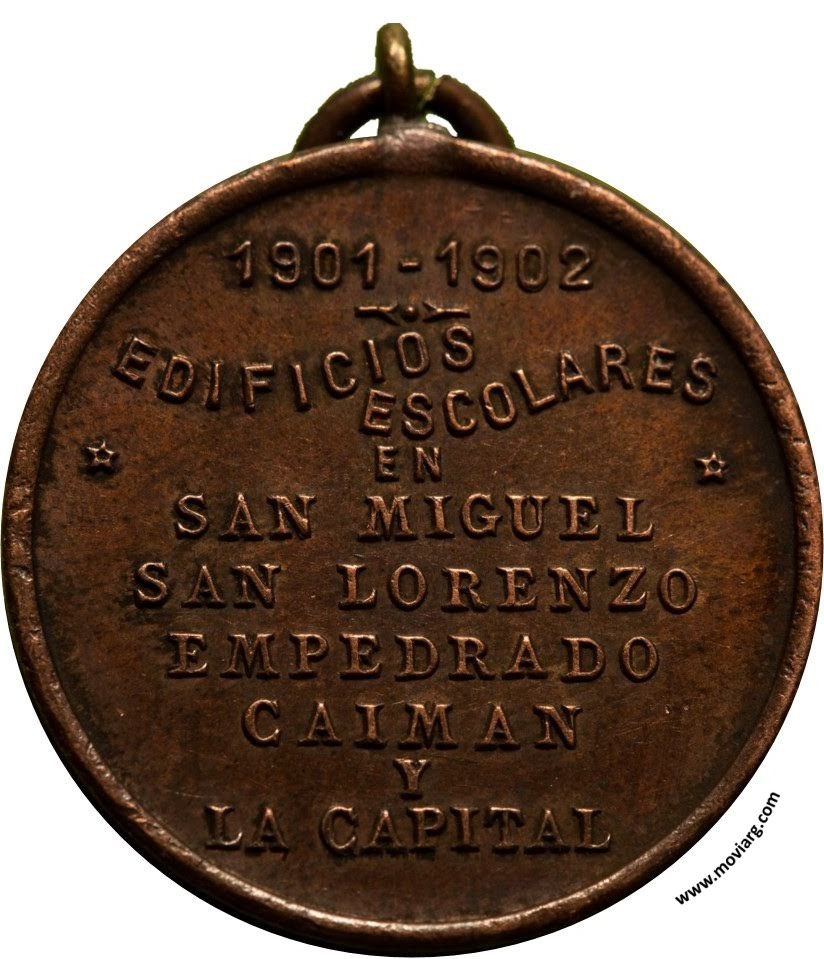 1901-1902
EDIFICIOS
ESCOLARES
EN
SAN MIGUEL
SAN LORENZO
EMPEDRADO
CAIMAN
Y
LA CAPITAL
www.moviarg.com